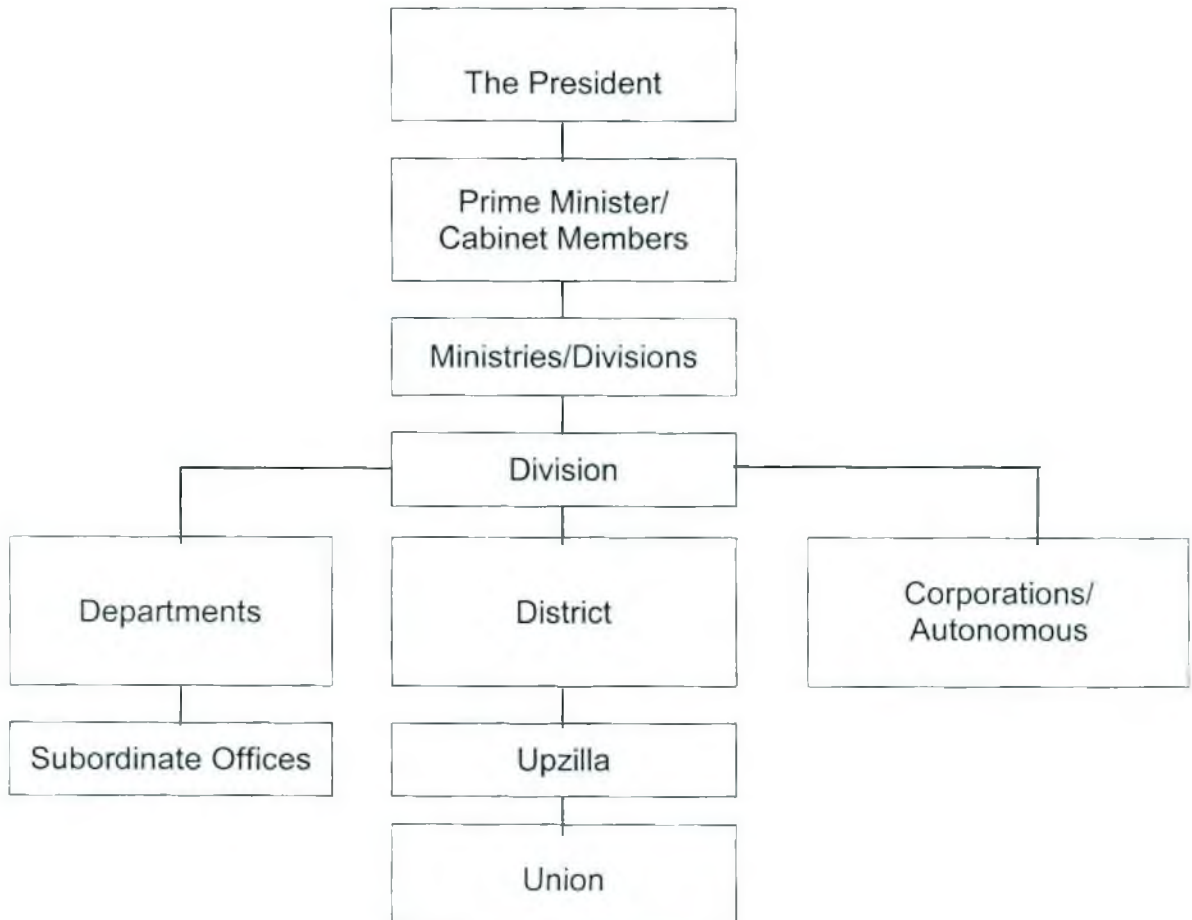 The President
Prime Minister/
Cabinet Members
Ministries/Divisions
Division
Departments
District
Corporations/
Autonomous
Subordinate Offices
Upzilla
Union